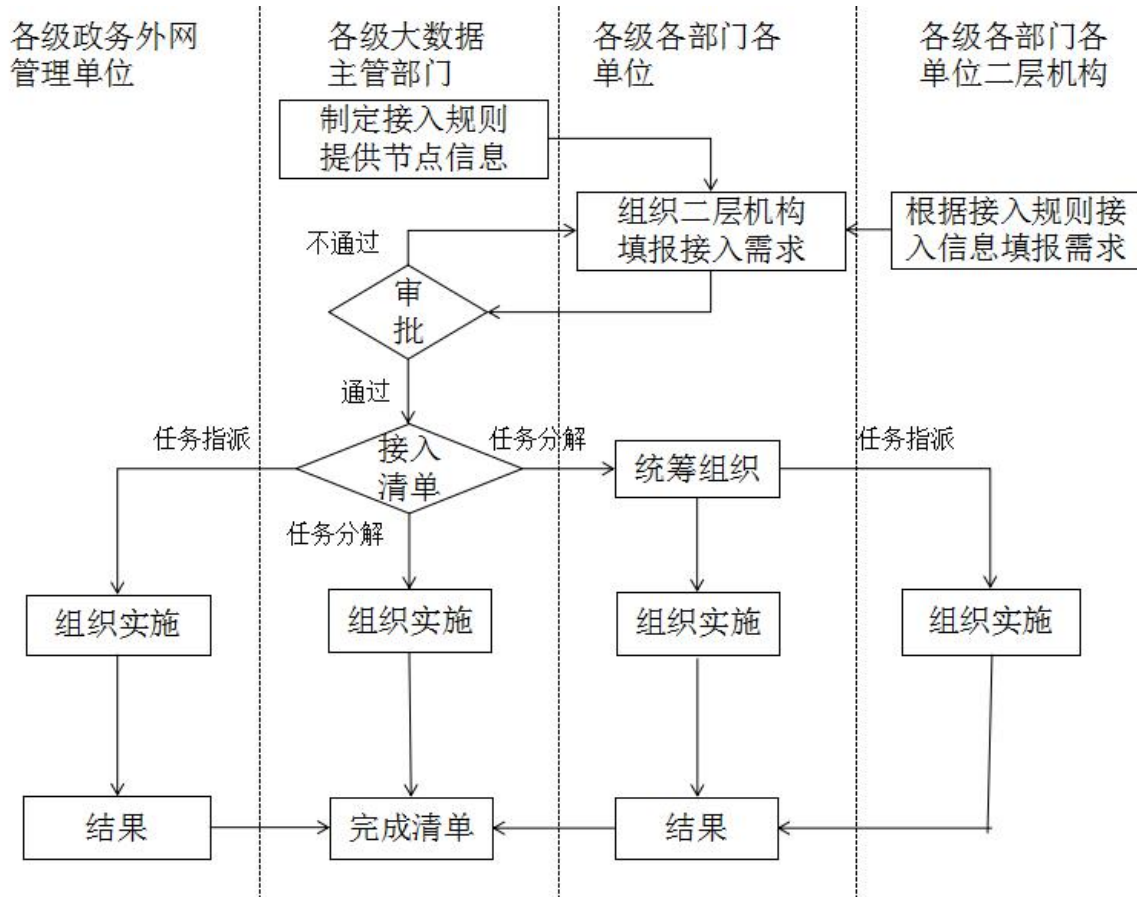 各级政务外网
管理单位
各级大数据
主管部门
各级各部门各
单位
各级各部门各
单位二层机构
制定接入规则
提供节点信息
组织二层机构
填报接入需求
根据接入规则接
入信息填报需求
不通过
审
批
通过
任务指派
接入
清单
任务分解
统筹组织
任务指派
任务分解
组织实施
组织实施
组织实施
组织实施
结果
完成清单
结果